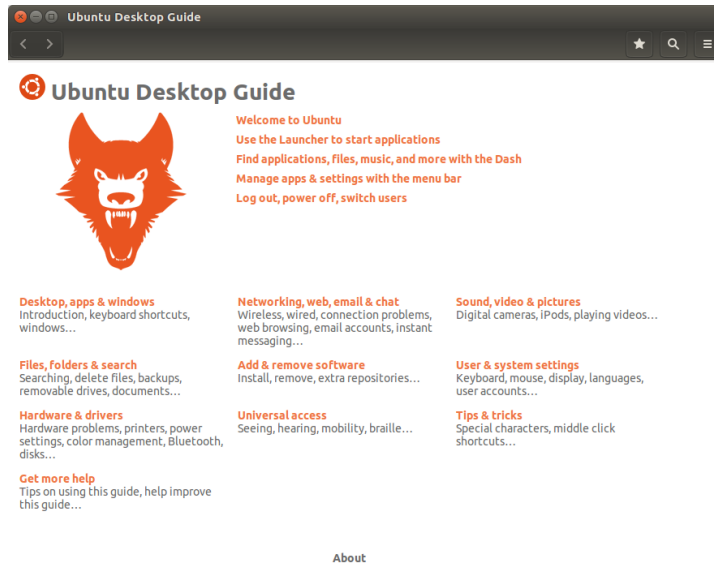 Ubuntu Desktop Guide
Ubuntu Desktop Guide
Welcome to Ubuntu
Use the Launcher to start applications
Find applications, files, music, and more with the Dash
Manage apps & settings with the menu bar
Log out, power off, switch users
Desktop, apps & windows
Introduction, keyboard shortcuts,
windows…
Networking, web, email & chat
Wireless, wired, connection problems,
web browsing, email accounts, instant
messaging…
Sound, video & pictures
Digital cameras, iPods, playing videos…
Files, folders & search
Searching, delete files, backups,
removable drives, documents…
Add & remove software
Install, remove, extra repositories…
User & system settings
Keyboard, mouse, display, languages,
user accounts…
Hardware & drivers
Hardware problems, printers, power
settings, color management, Bluetooth,
disks…
Universal access
Seeing, hearing, mobility, braille…
Tips & tricks
Special characters, middle click
shortcuts…
Get more help
Tips on using this guide, help improve
this guide…
About